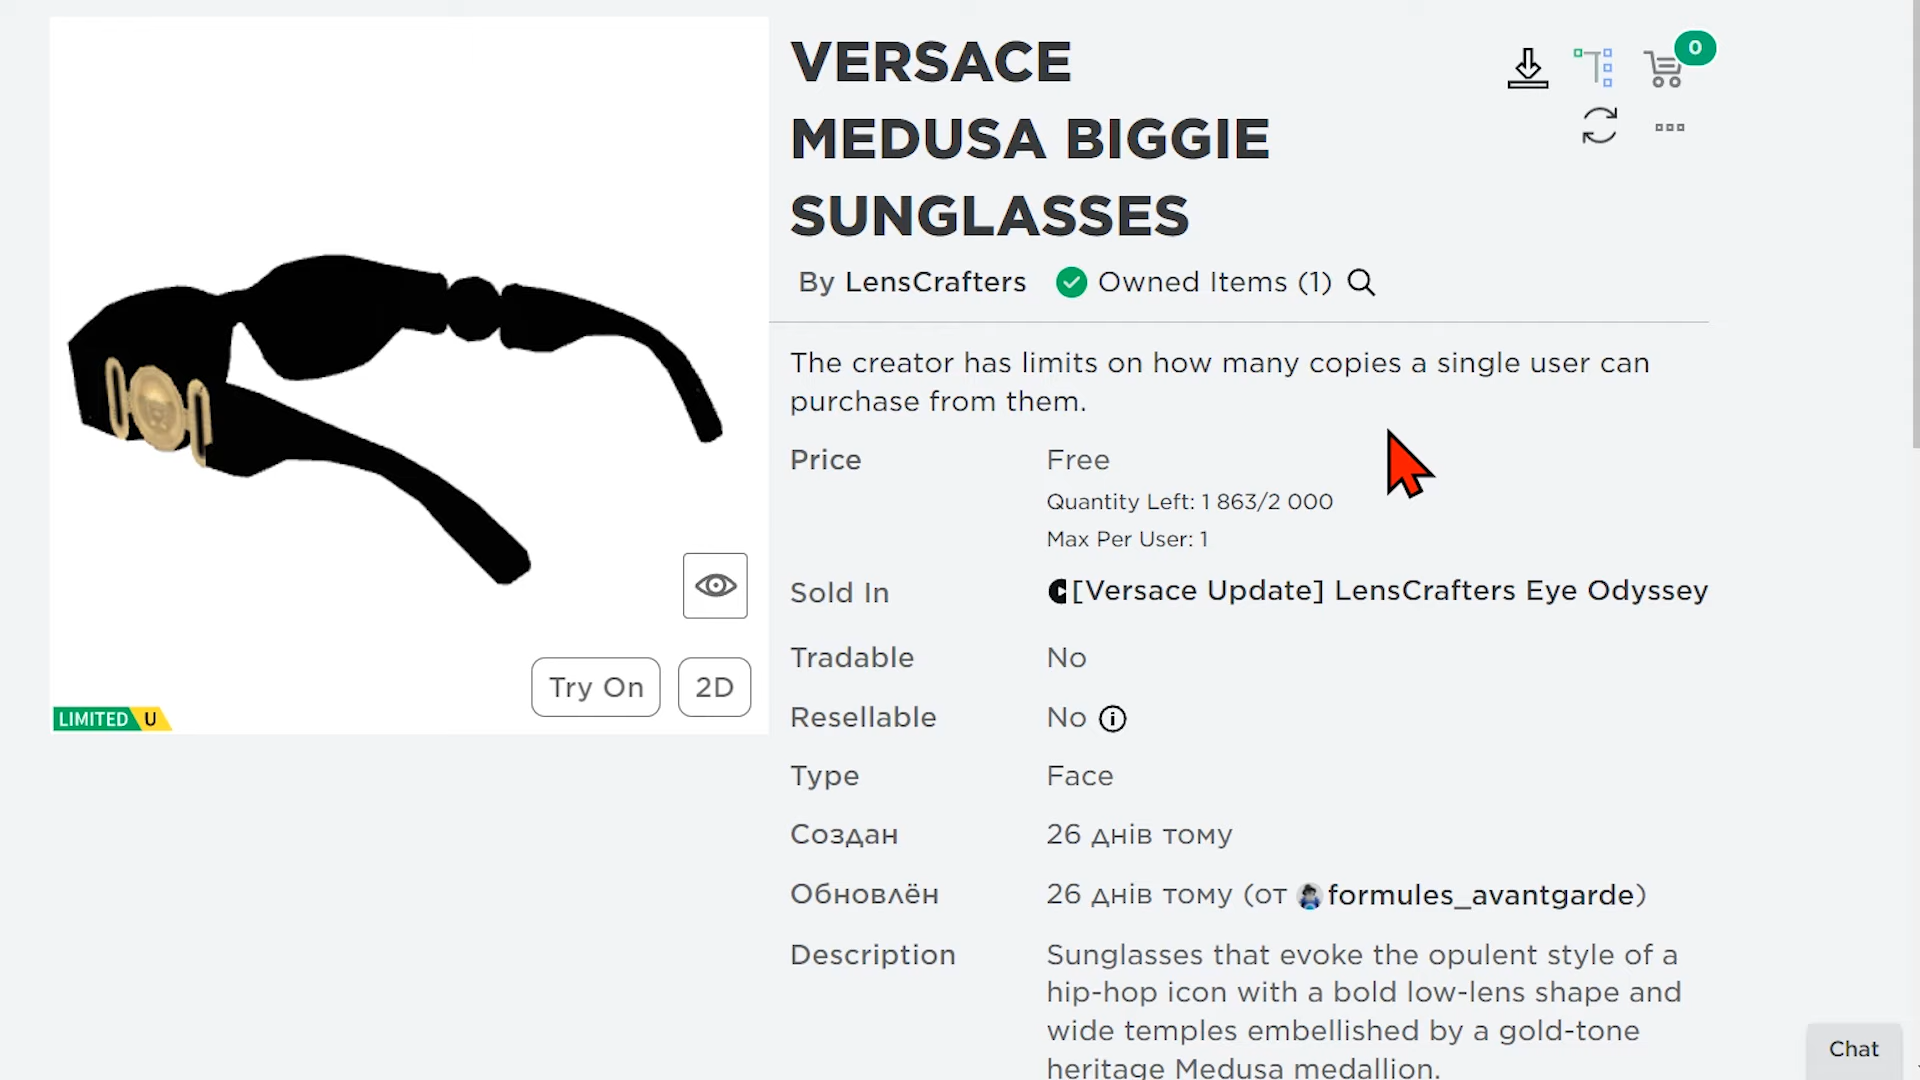 VERSACE
MEDUSA BIGGIE
SUNGLASSES
0
By LensCrafters Owned Items (1)
The creator has limits on how many copies a single user can
purchase from them.
Price Free
Quantity Left: 1 863/2 000
Max Per User: 1
Sold In [Versace Update] LensCrafters Eye Odyssey
Tradable No
Resellable No
Type Face
Создан 26 днів тому
Обновлён 26 днів тому (от formules_avantgarde)
Description Sunglasses that evoke the opulent style of a
hip-hop icon with a bold low-lens shape and
wide temples embellished by a gold-tone
heritage Medusa medallion.
Try On 2D
LIMITED U
Chat